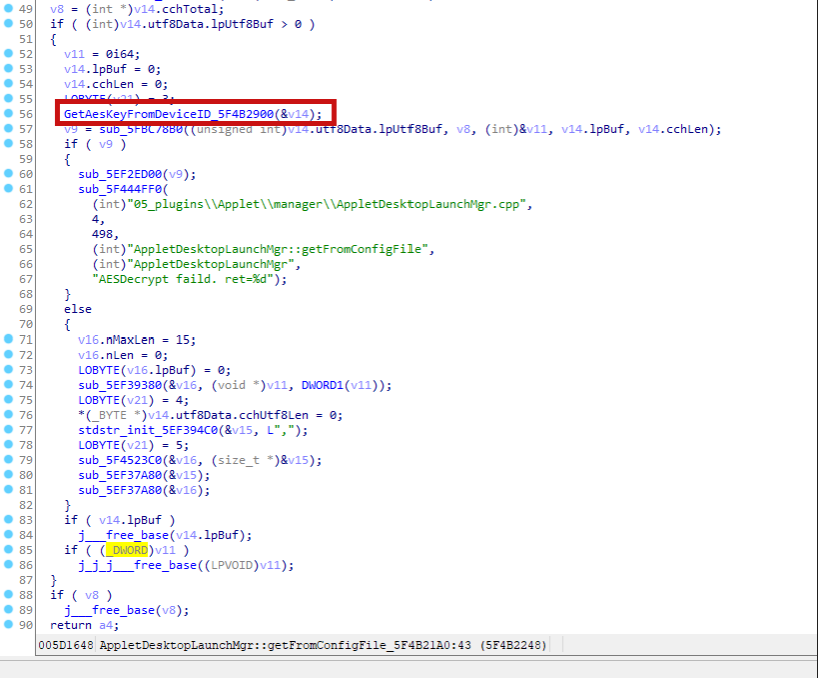 49 v8 = (int *)v14.cchTotal;
50 if ( (int)v14.utf8Data.lpUtf8Buf > 0 )
51 {
52 v11 = 0i64;
53 v14.lpBuf = 0;
54 v14.cchLen = 0;
55 LOBYTE(v21) = 3;
56 GetAesKeyFromDeviceID_5F4B2900(&v14);
57 v9 = sub_5FBC78B0((unsigned int)v14.utf8Data.lpUtf8Buf, v8, (int)&v11, v14.lpBuf, v14.cchLen);
58 if ( v9 )
59 {
60 sub_5EF2ED00(v9);
61 sub_5F444FF0(
62 (int)"05_plugins\\Applet\\manager\\AppletDesktopLaunchMgr.cpp",
63 4,
64 498,
65 (int)"AppletDesktopLaunchMgr::getFromConfigFile",
66 (int)"AppletDesktopLaunchMgr",
67 "AESDecrypt faild. ret=%d");
68 }
69 else
70 {
71 v16.nMaxLen = 15;
72 v16.nLen = 0;
73 LOBYTE(v16.lpBuf) = 0;
74 sub_5EF39380(&v16, (void *)v11, DWORD1(v11));
75 LOBYTE(v21) = 4;
76 *(_BYTE *)v14.utf8Data.cchUtf8Len = 0;
77 stdstr_init_5EF394C0(&v15, L",");
78 LOBYTE(v21) = 5;
79 sub_5F4523C0(&v16, (size_t *)&v15);
80 sub_5EF37A80(&v15);
81 sub_5EF37A80(&v16);
82 }
83 if ( v14.lpBuf )
84 j___free_base(v14.lpBuf);
85 if ( (_DWORD)v11 )
86 j_j_j___free_base((LPVOID)v11);
87 }
88 if ( v8 )
89 j___free_base(v8);
90 return a4;
005D1648 AppletDesktopLaunchMgr::getFromConfigFile_5F4B21A0:43 (5F4B2248)